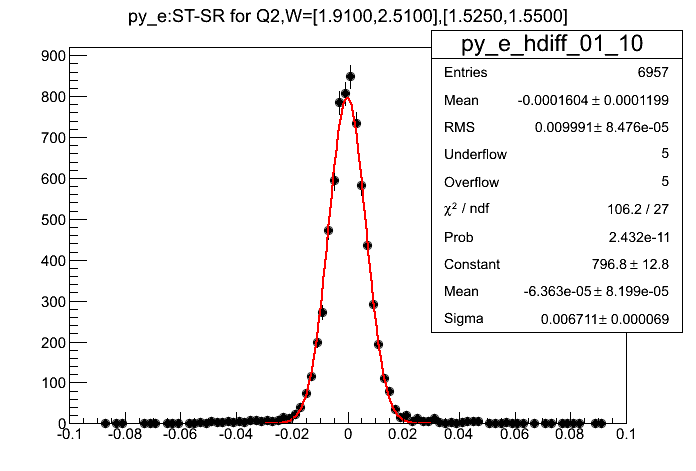 py_e:ST-SR for Q2,W=[1.9100,2.5100],[1.5250,1.5500]
py_e_hdiff_01_10
Entries 6957
Mean -0.0001604 ± 0.0001199
RMS 0.009991± 8.476e-05
Underflow 5
Overflow 5
χ² / ndf 106.2 / 27
Prob 2.432e-11
Constant 796.8 ± 12.8
Mean -6.363e-05 ± 8.199e-05
Sigma 0.006711± 0.000069
900
800
700
600
500
400
300
200
100
0
-0.1 -0.08 -0.06 -0.04 -0.02 0 0.02 0.04 0.06 0.08 0.1